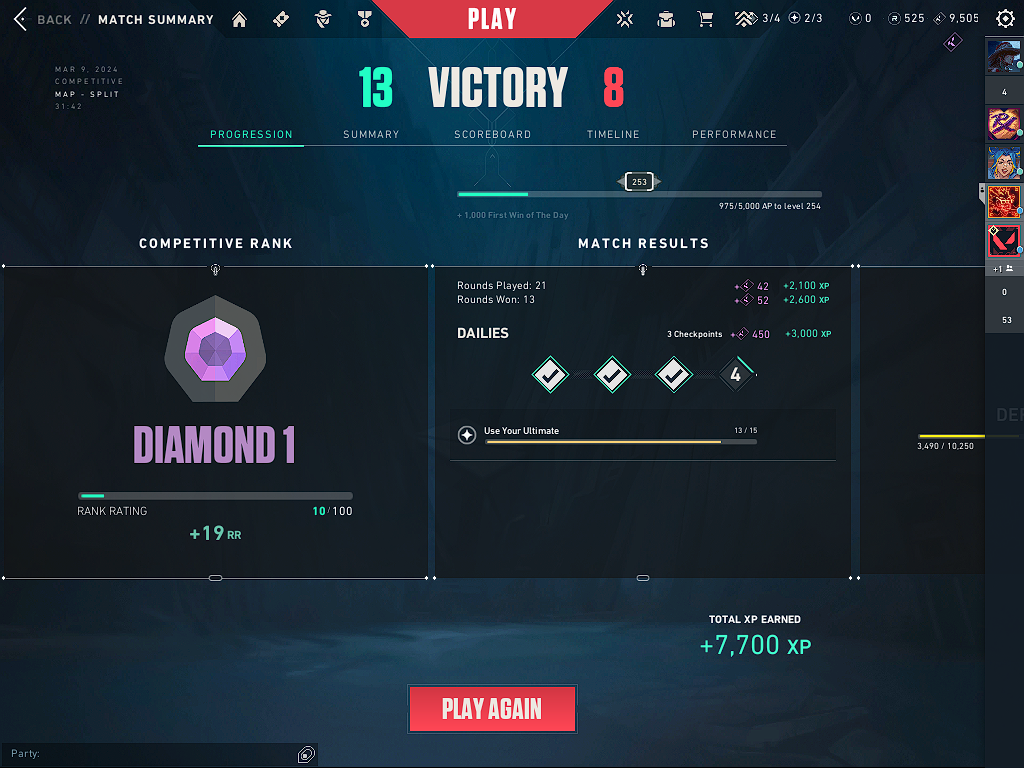 BACK // MATCH SUMMARY
PLAY
3/4
2/3
0
525
9,505
MAR 9, 2024
COMPETITIVE
MAP - SPLIT
31:42
13 VICTORY 8
PROGRESSION
SUMMARY
SCOREBOARD
TIMELINE
PERFORMANCE
253
975/5,000 AP to level 254
+ 1,000 First Win of The Day
COMPETITIVE RANK
DIAMOND 1
RANK RATING 10/100
+19 RR
MATCH RESULTS
Rounds Played: 21 + 42 +2,100 XP
Rounds Won: 13 + 52 +2,600 XP
DAILIES 3 Checkpoints + 450 +3,000 XP
4
Use Your Ultimate 13 / 15
3,490 / 10,250
TOTAL XP EARNED
+7,700 XP
PLAY AGAIN
Party:
4
+1
0
53